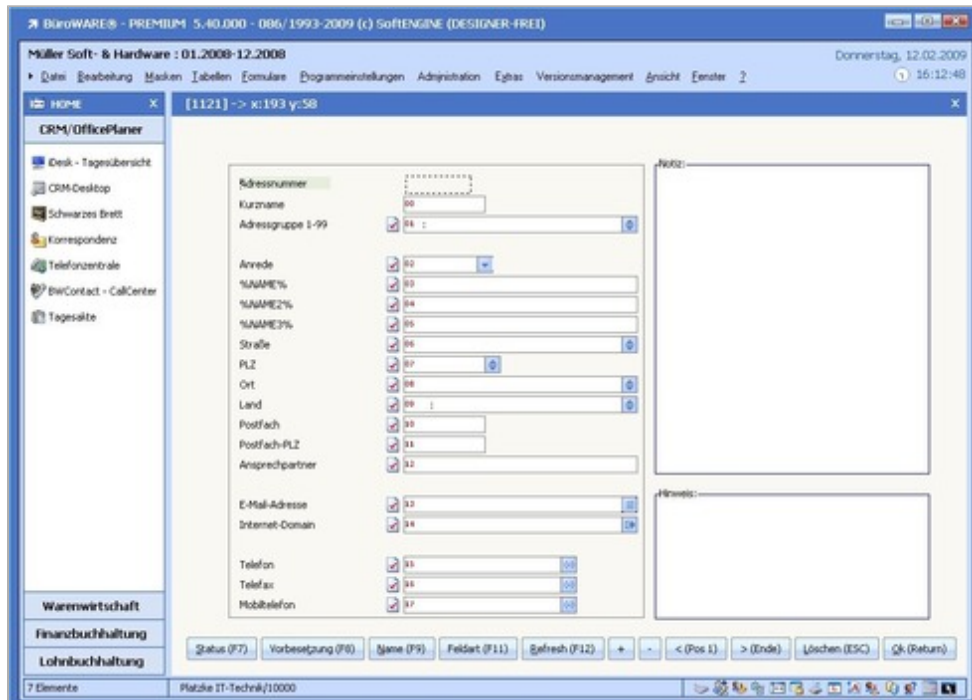 BüroWARE® - PREMIUM 5.40.000 - 086/1993-2009 (c) SoftENGINE (DESIGNER-FREI)
Müller Soft- & Hardware : 01.2008-12.2008
Donnerstag, 12.02.2009
Datei Bearbeitung Masken Tabellen Formulare Programmeinstellungen Administration Extras Versionsmanagement Ansicht Fenster ?
16:12:48
HOME X
[1121] -> x:193 y:58 X
CRM/OfficePlaner
iDesk - Tagesübersicht
CRM-Desktop
Schwarzes Brett
Korrespondenz
Telefonzentrale
BWContact - CallCenter
Tagesakte
Warenwirtschaft
Finanzbuchhaltung
Lohnbuchhaltung
Adressnummer
Kurzname 00
Adressgruppe 1-99 01 :
Anrede 02
%NAME% 03
%NAME2% 04
%NAME3% 05
Straße 06
PLZ 07
Ort 08
Land 09 :
Postfach 10
Postfach-PLZ 11
Ansprechpartner 12
E-Mail-Adresse 13
Internet-Domain 14
Telefon 15
Telefax 16
Mobiltelefon 17
Notiz:
Hinweis:
Status (F7) Vorbesetzung (F8) Name (F9) Feldart (F11) Refresh (F12) + - < (Pos 1) > (Ende) Löschen (ESC) Ok (Return)
7 Elemente
Platzke IT-Technik/10000